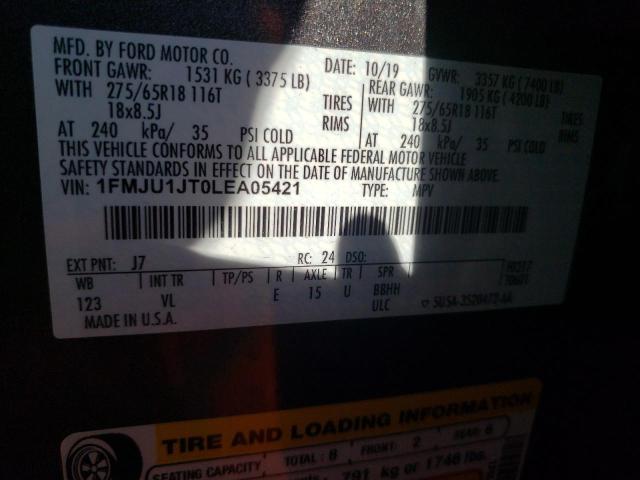 MFD. BY FORD MOTOR CO.
DATE: 10/19 GVWR: 3357 KG (7400 LB)
FRONT GAWR: 1531 KG (3375 LB) REAR GAWR: 1905 KG (4200 LB)
WITH 275/65R18 116T TIRES 275/65R18 116T
18x8.5J RIMS 18x8.5J
AT 240 kPa/ 35 PSI COLD AT 240 kPa/ 35 PSI COLD
THIS VEHICLE CONFORMS TO ALL APPLICABLE FEDERAL MOTOR VEHICLE
SAFETY STANDARDS IN EFFECT ON THE DATE OF MANUFACTURE SHOWN ABOVE.
VIN: 1FMJU1JT0LEA05421 TYPE: MPV
EXT PNT: J7 RC: 24 DSO:
WB INT TR TP/PS R AXLE TR SPR
123 VL E 15 U BBHH
ULC
MADE IN U.S.A.
TIRE AND LOADING INFORMATION
SEATING CAPACITY TOTAL: 8 FRONT: 2 REAR: 6
791 kg or 1746 lbs.